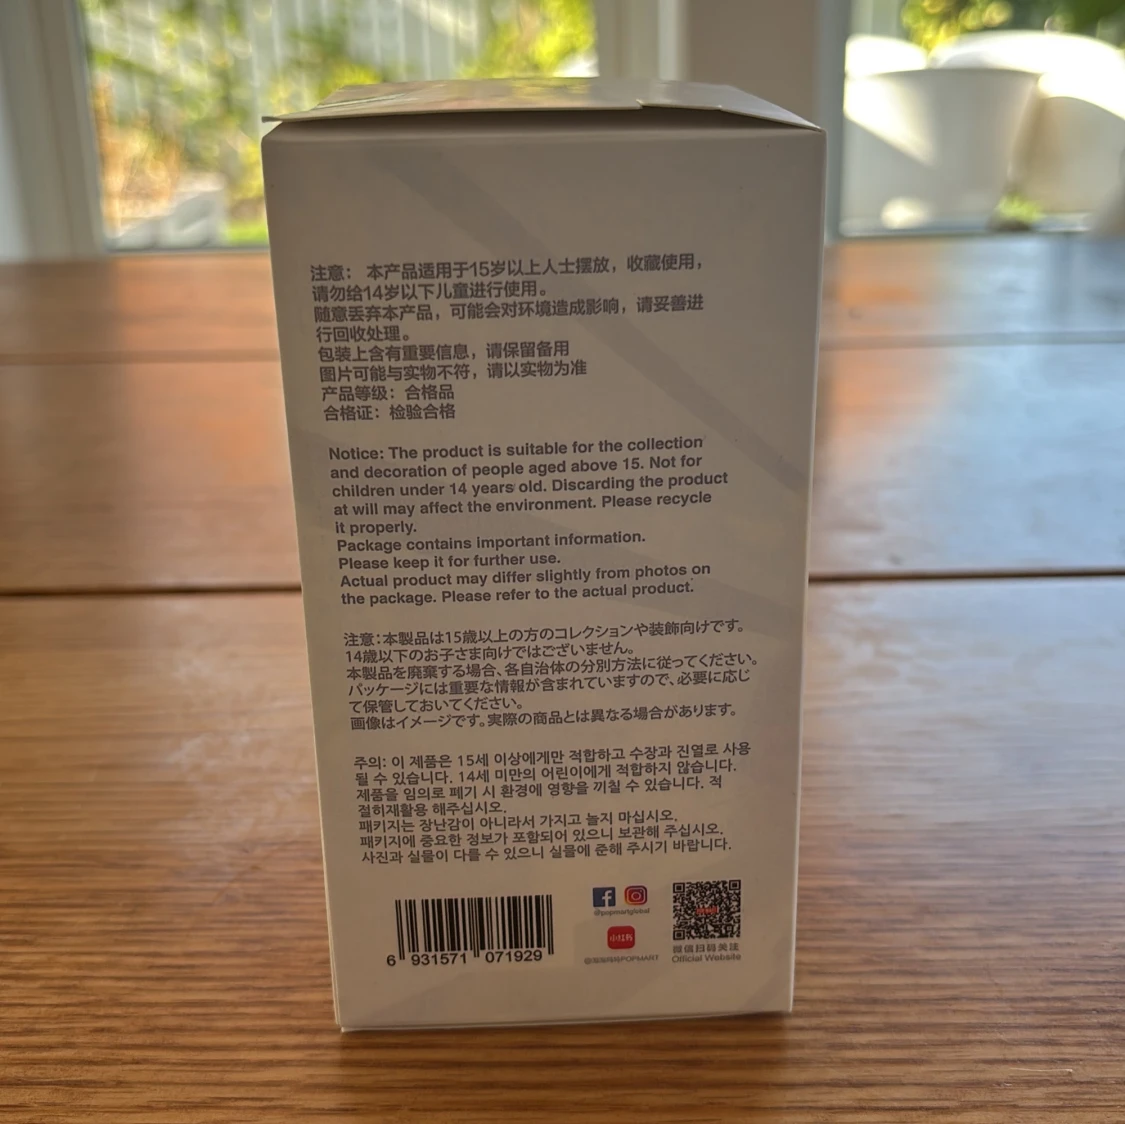 注意： 本产品适用于15岁以上人士摆放，收藏使用，
请勿给14岁以下儿童进行使用。
随意丢弃本产品，可能会对环境造成影响，请妥善进
行回收处理。
包装上含有重要信息，请保留备用
图片可能与实物不符，请以实物为准
产品等级：合格品
合格证：检验合格
Notice: The product is suitable for the collection
and decoration of people aged above 15. Not for
children under 14 years old. Discarding the product
at will may affect the environment. Please recycle
it properly.
Package contains important information.
Please keep it for further use.
Actual product may differ slightly from photos on
the package. Please refer to the actual product.
注意：本製品は15歳以上の方のコレクションや装飾向けです。
14歳以下のお子さま向けではございません。
本製品を廃棄する場合、各自治体の分別方法に従ってください。
パッケージには重要な情報が含まれていますので、必要に応じ
て保管しておいてください。
画像はイメージです。実際の商品とは異なる場合があります。
주의: 이 제품은 15세 이상에게만 적합하고 수장과 진열로 사용
될 수 있습니다. 14세 미만의 어린이에게 적합하지 않습니다.
제품을 임의로 폐기 시 환경에 영향을 끼칠 수 있습니다. 적
절히재활용 해주십시오.
패키지는 장난감이 아니라서 가지고 놀지 마십시오.
패키지에 중요한 정보가 포함되어 있으니 보관해 주십시오.
사진과 실물이 다를 수 있으니 실물에 준해 주시기 바랍니다.
6 931571 071929
@popmartglobal
小红书
POPMART
微信扫码关注
Official Website